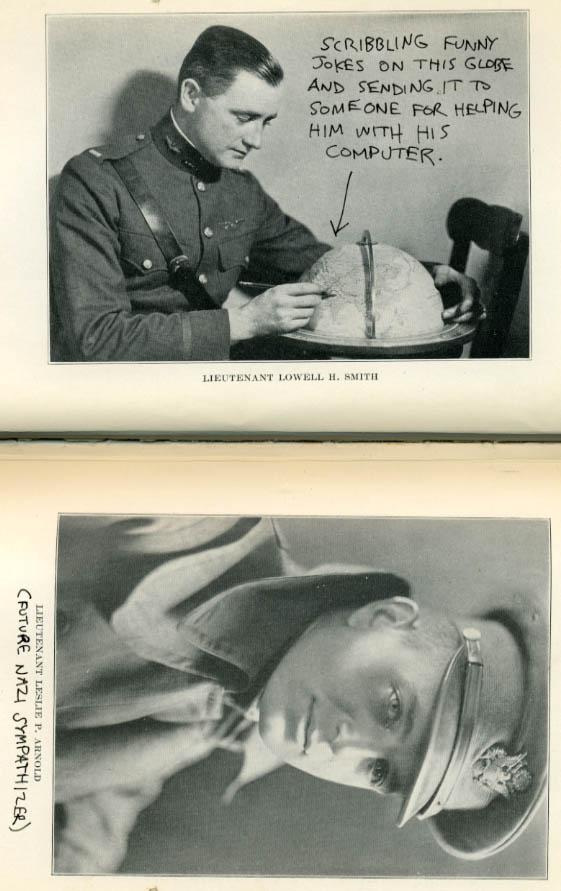 SCRIBBLING FUNNY
JOKES ON THIS GLOBE
AND SENDING IT TO
SOMEONE FOR HELPING
HIM WITH HIS
COMPUTER.
LIEUTENANT LOWELL H. SMITH
LIEUTENANT LESLIE P. ARNOLD
(FUTURE NAZI SYMPATHIZER)